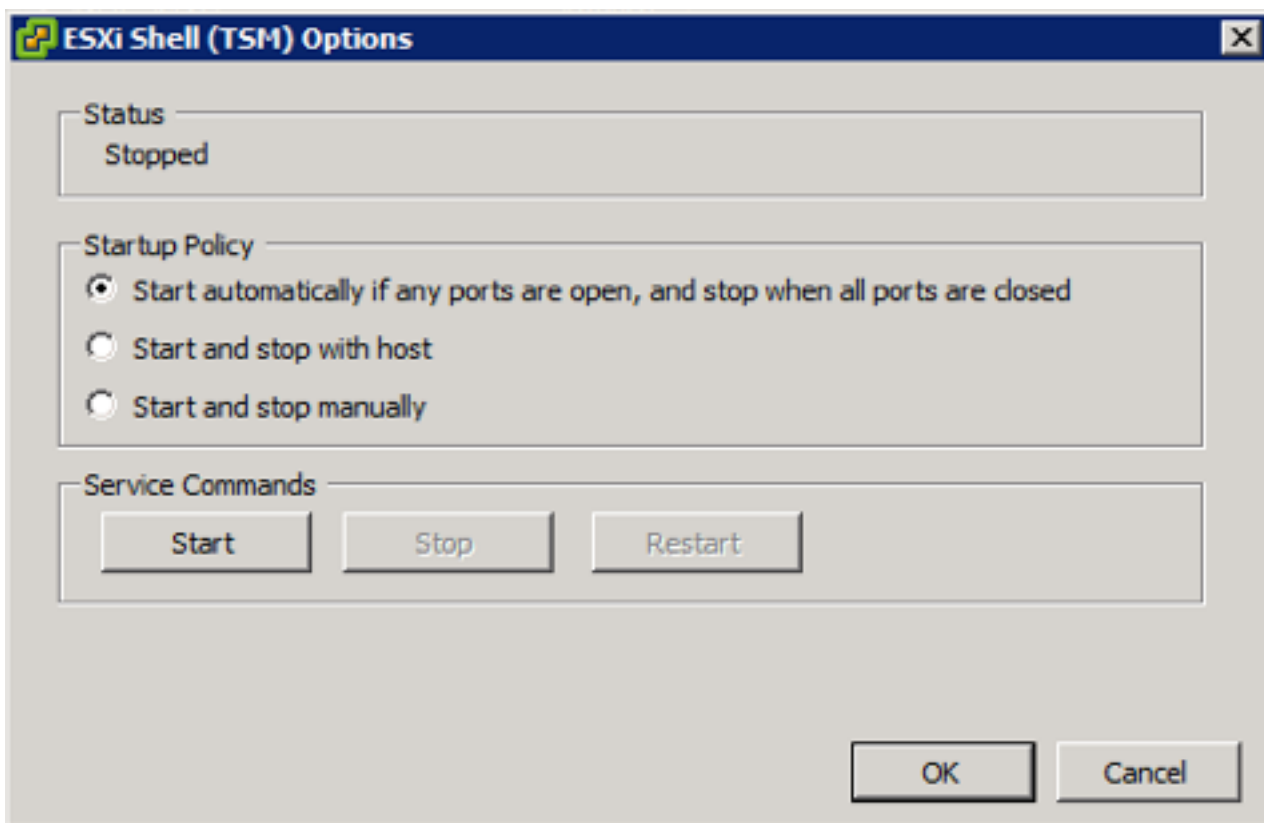 ESXi Shell (TSM) Options
Status
Stopped
Startup Policy
Start automatically if any ports are open, and stop when all ports are closed
Start and stop with host
Start and stop manually
Service Commands
Start Stop Restart
OK Cancel